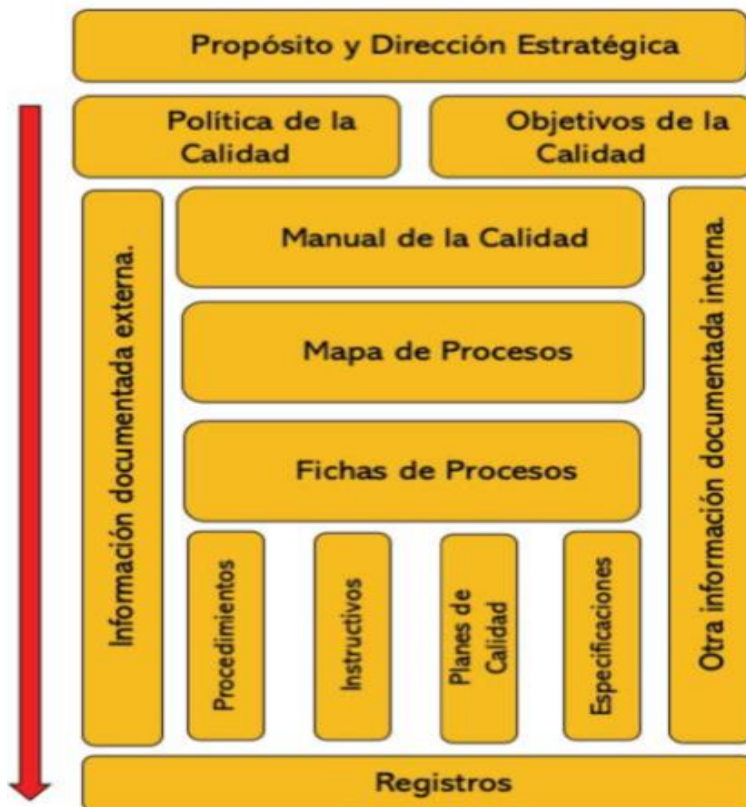 Propósito y Dirección Estratégica
Política de la
Calidad
Objetivos de la
Calidad
Información documentada externa.
Manual de la Calidad
Mapa de Procesos
Fichas de Procesos
Procedimientos
Instructivos
Planes de
Calidad
Especificaciones
Otra información documentada interna.
Registros